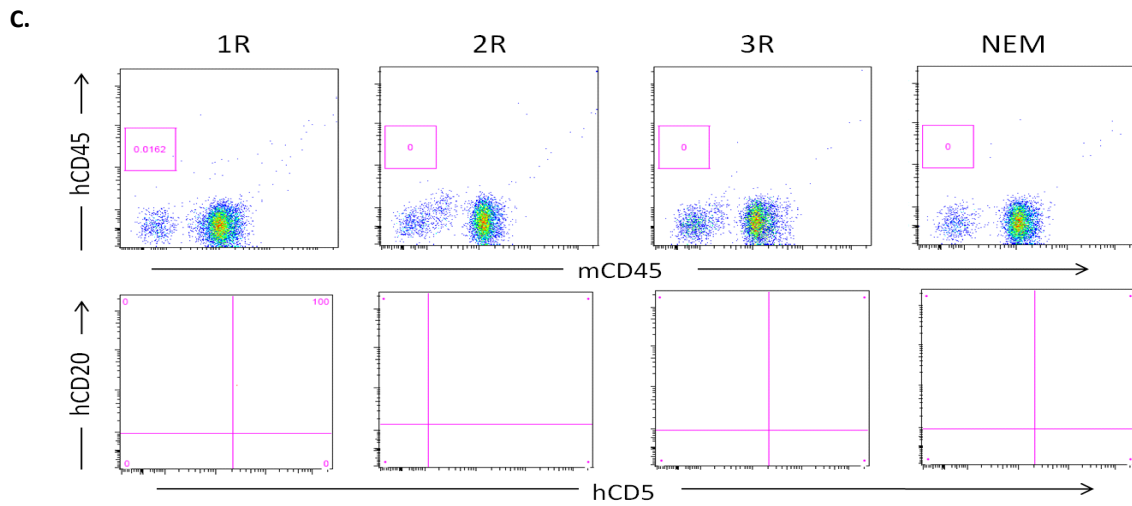 C.
1R 2R 3R NEM
hCD45
0.0162 0 0 0
mCD45
hCD20
0 100
0 0
hCD5